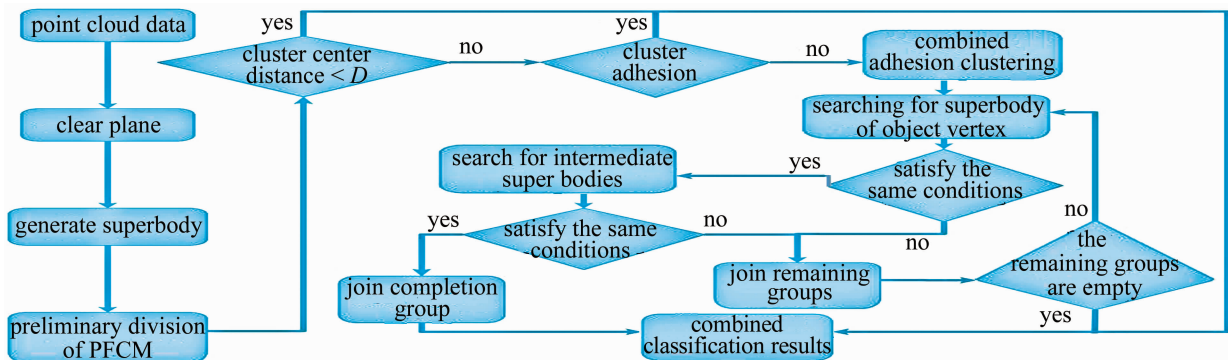 point cloud data
clear plane
generate superbody
preliminary division
of PFCM
yes
cluster center
distance < D
no
yes
cluster
adhesion
no
combined
adhesion clustering
searching for superbody
of object vertex
satisfy the
same conditions
yes
no
search for intermediate
super bodies
satisfy the same
conditions
yes
no
join completion
group
join remaining
groups
the
remaining groups
are empty
no
yes
combined
classification results